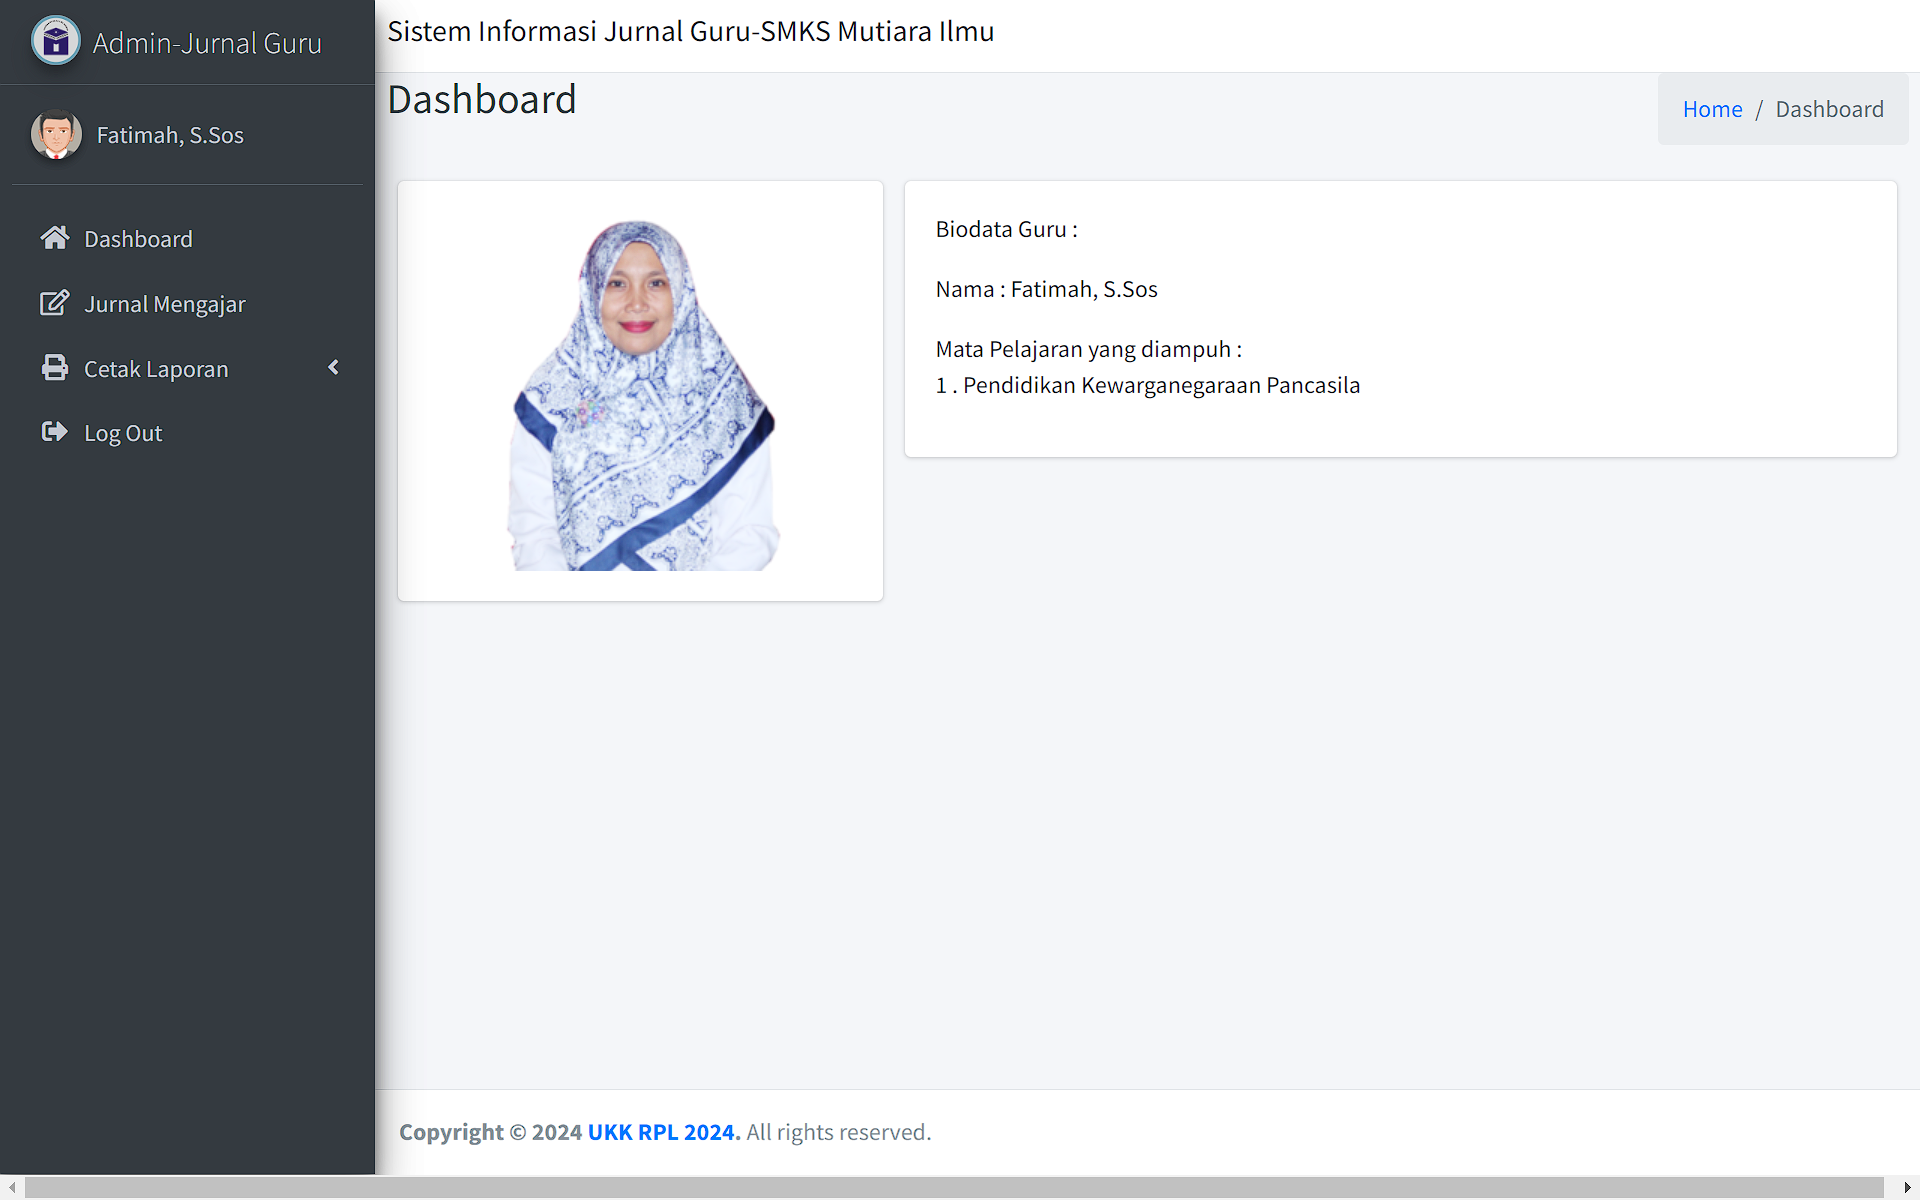 Admin-Jurnal Guru
Fatimah, S.Sos
Dashboard
Jurnal Mengajar
Cetak Laporan
Log Out
Sistem Informasi Jurnal Guru-SMKS Mutiara Ilmu
Dashboard
Home / Dashboard
Biodata Guru :
Nama : Fatimah, S.Sos
Mata Pelajaran yang diampuh :
1 . Pendidikan Kewarganegaraan Pancasila
Copyright © 2024 UKK RPL 2024. All rights reserved.